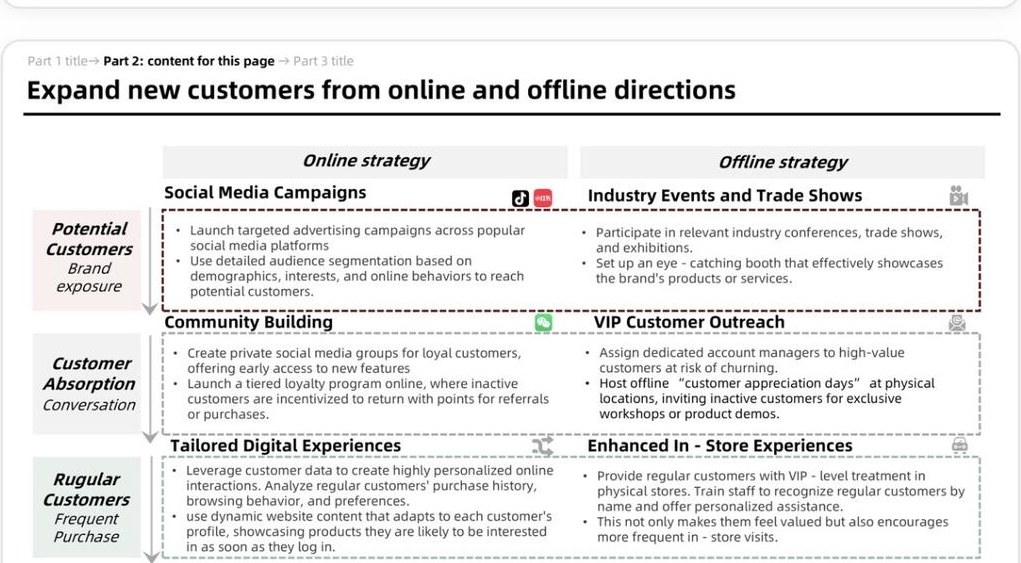 Part 1 title→ Part 2: content for this page → Part 3 title
Expand new customers from online and offline directions
Online strategy
Offline strategy
Social Media Campaigns
Industry Events and Trade Shows
Potential
Customers
Brand
exposure
• Launch targeted advertising campaigns across popular
social media platforms
• Use detailed audience segmentation based on
demographics, interests, and online behaviors to reach
potential customers.
• Participate in relevant industry conferences, trade shows,
and exhibitions.
• Set up an eye - catching booth that effectively showcases
the brand's products or services.
Community Building
VIP Customer Outreach
Customer
Absorption
Conversation
• Create private social media groups for loyal customers,
offering early access to new features
• Launch a tiered loyalty program online, where inactive
customers are incentivized to return with points for referrals
or purchases.
• Assign dedicated account managers to high-value
customers at risk of churning.
• Host offline “customer appreciation days” at physical
locations, inviting inactive customers for exclusive
workshops or product demos.
Tailored Digital Experiences
Enhanced In - Store Experiences
Rugular
Customers
Frequent
Purchase
• Leverage customer data to create highly personalized online
interactions. Analyze regular customers' purchase history,
browsing behavior, and preferences.
• use dynamic website content that adapts to each customer's
profile, showcasing products they are likely to be interested
in as soon as they log in.
• Provide regular customers with VIP - level treatment in
physical stores. Train staff to recognize regular customers by
name and offer personalized assistance.
• This not only makes them feel valued but also encourages
more frequent in - store visits.